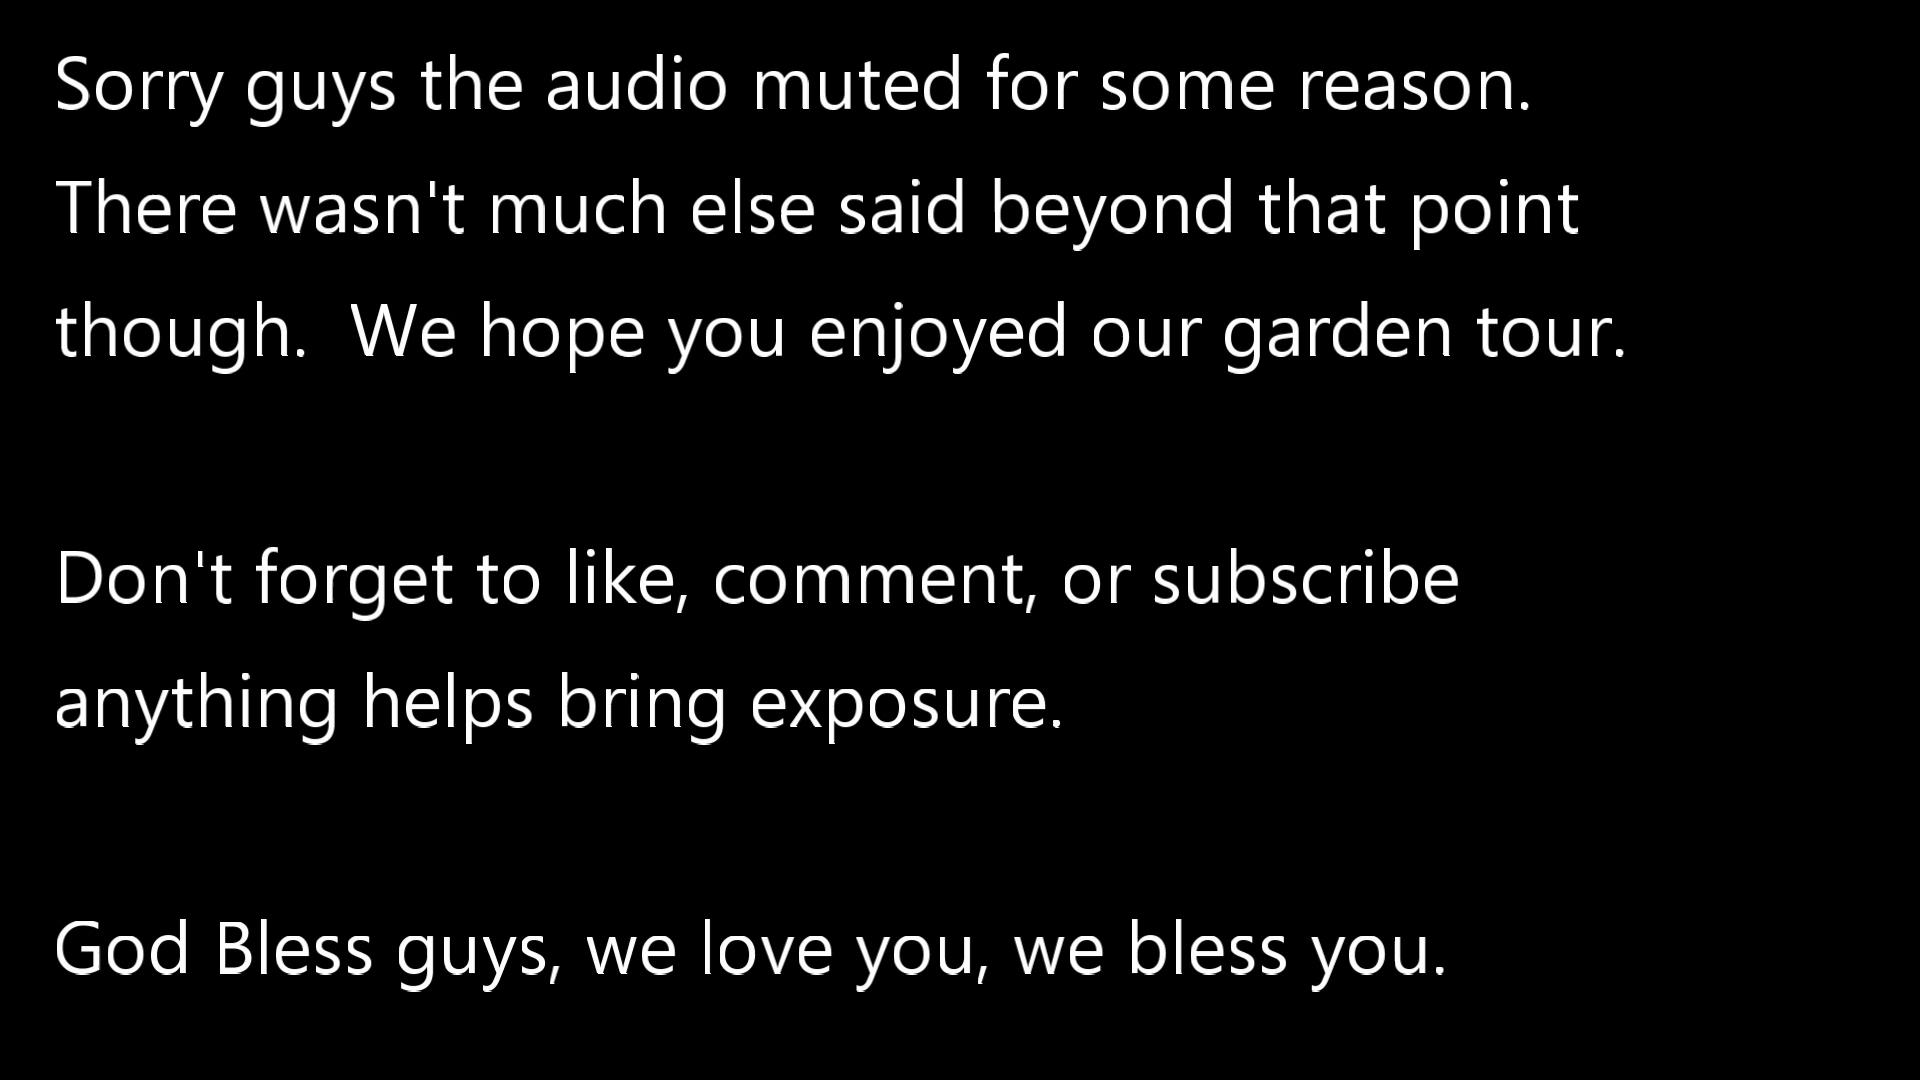 Sorry guys the audio muted for some reason.
There wasn't much else said beyond that point
though.  We hope you enjoyed our garden tour.
Don't forget to like, comment, or subscribe
anything helps bring exposure.
God Bless guys, we love you, we bless you.